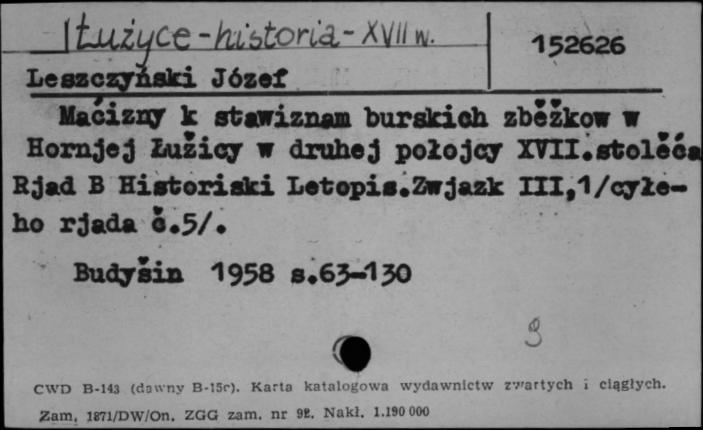 Łużyce - historia - XVII w.
152626
Leszczyński Józef
Maćizny k stawiznam burskich zběžkow w
Hornjej Łužicy w druhej połojcy XVII.stolěća
Rjad B Historiski Letopis.Zwjazk III,1/cyłe-
ho rjada č.5/.
Budyšin 1958 s.63-130
9
CWD B-143 (dawny B-15c). Karta katalogowa wydawnictw zwartych i ciągłych.
Zam. 1871/DW/On. ZGG zam. nr 92. Nakł. 1.190 000